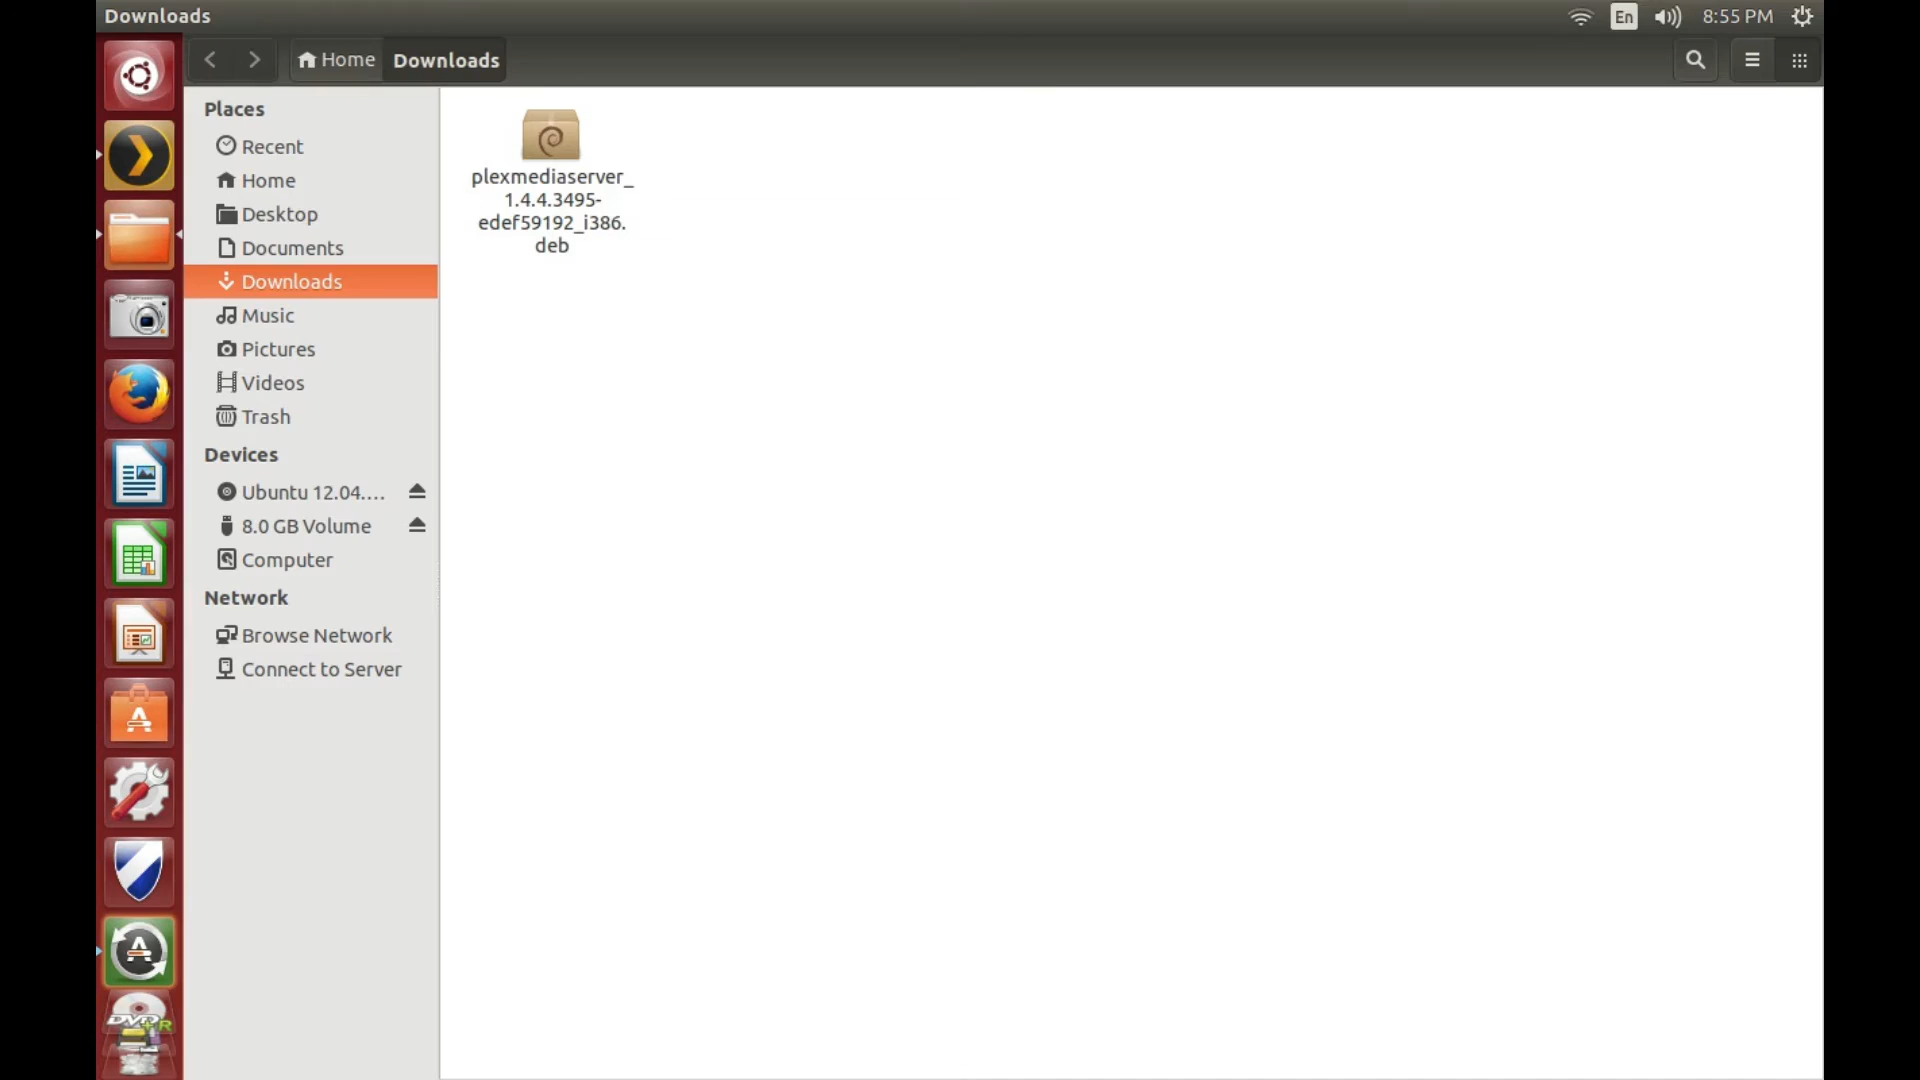 Downloads
En
8:55 PM
Home
Downloads
Places
Recent
Home
Desktop
Documents
Downloads
Music
Pictures
Videos
Trash
Devices
Ubuntu 12.04....
8.0 GB Volume
Computer
Network
Browse Network
Connect to Server
plexmediaserver_
1.4.4.3495-
edef59192_i386.
deb
DVD+R